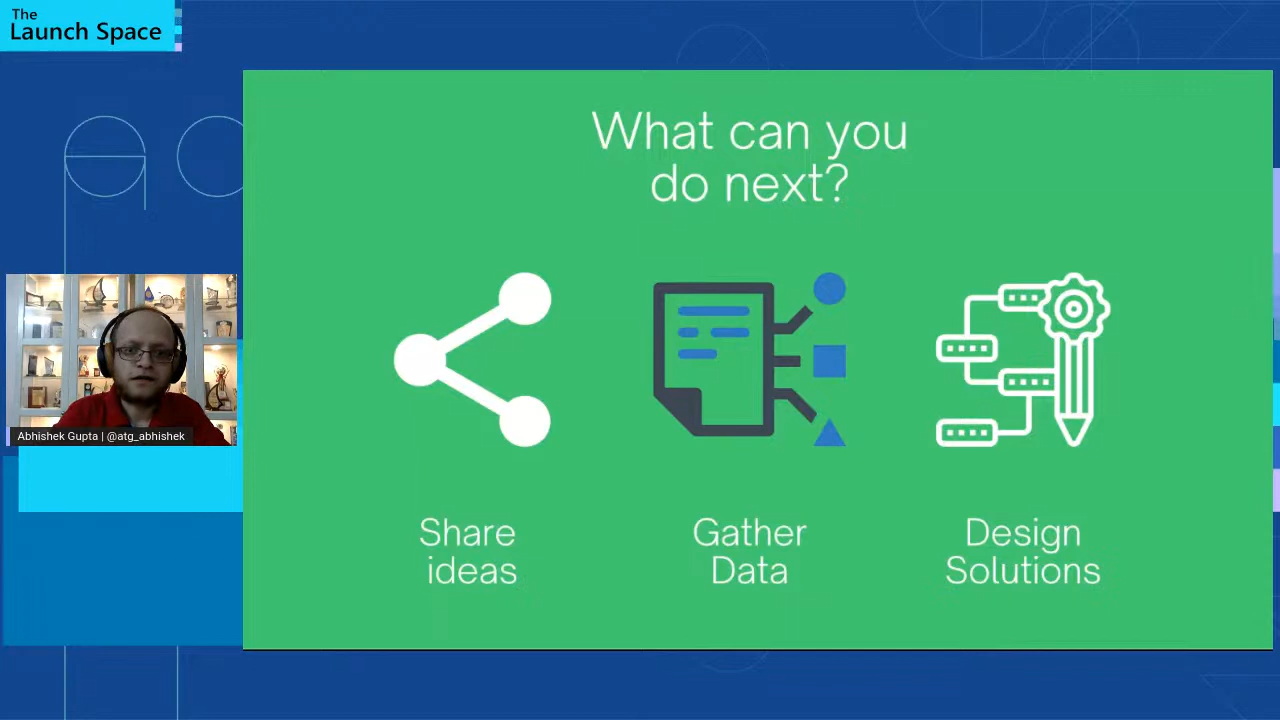 The
Launch Space
What can you
do next?
Abhishek Gupta | @atg_abhishek
Share
ideas
Gather
Data
Design
Solutions